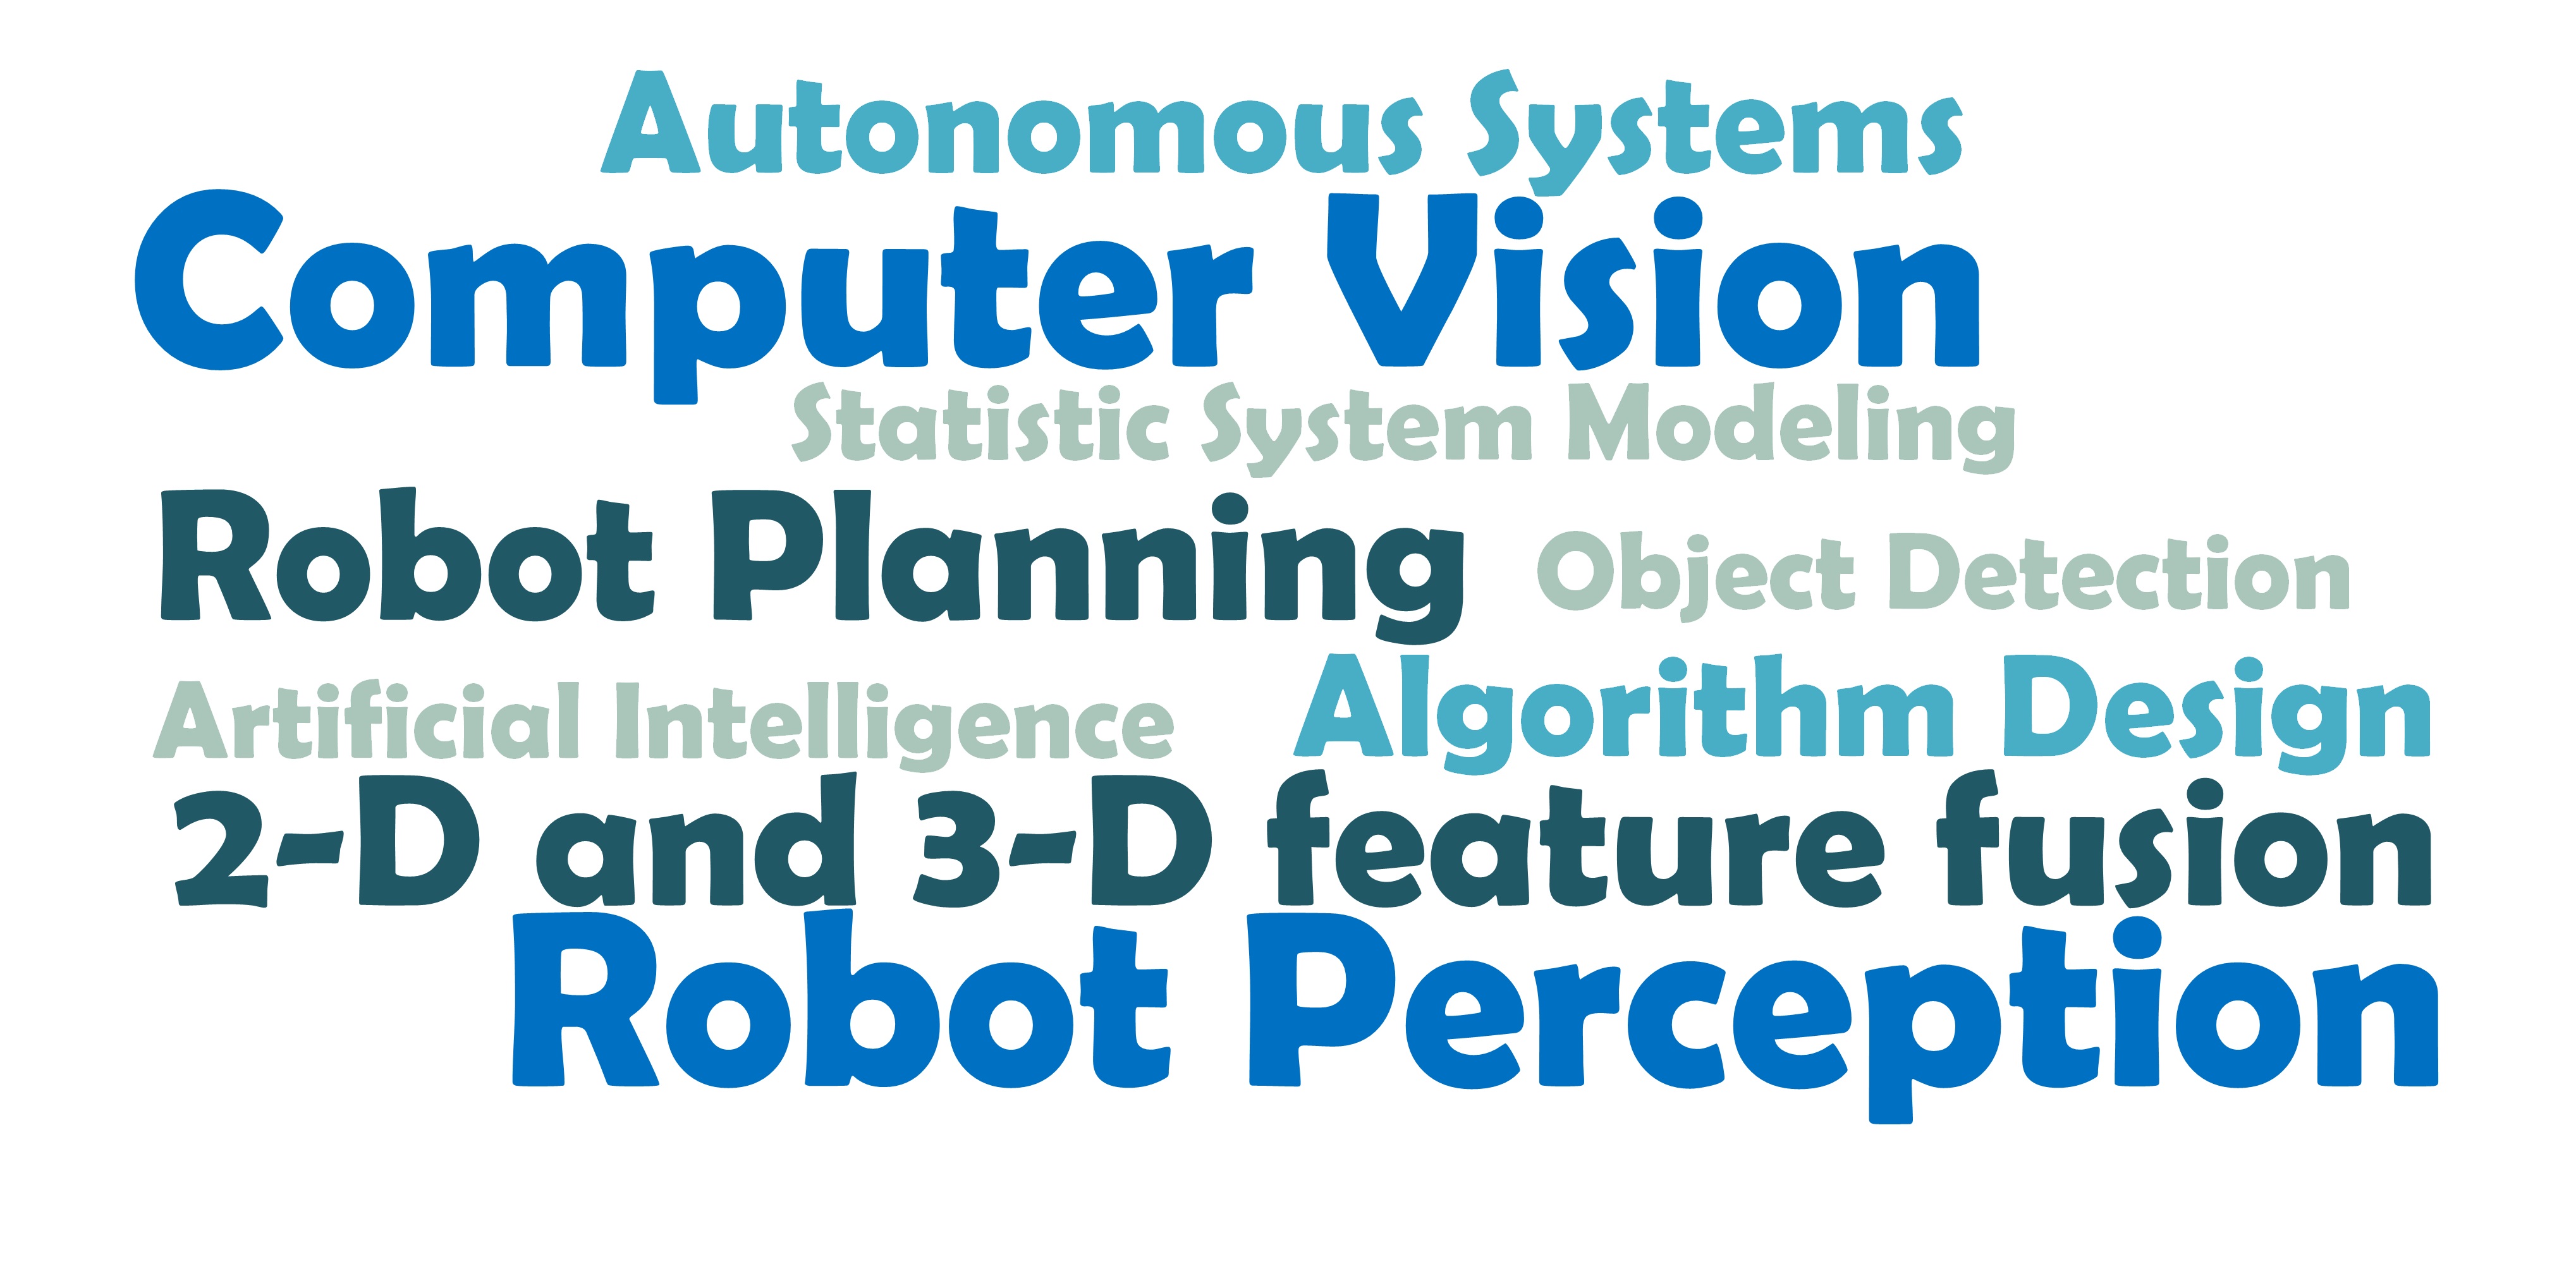 Autonomous Systems
Computer Vision
Statistic System Modeling
Robot Planning
Object Detection
Artificial Intelligence
Algorithm Design
2-D and 3-D feature fusion
Robot Perception